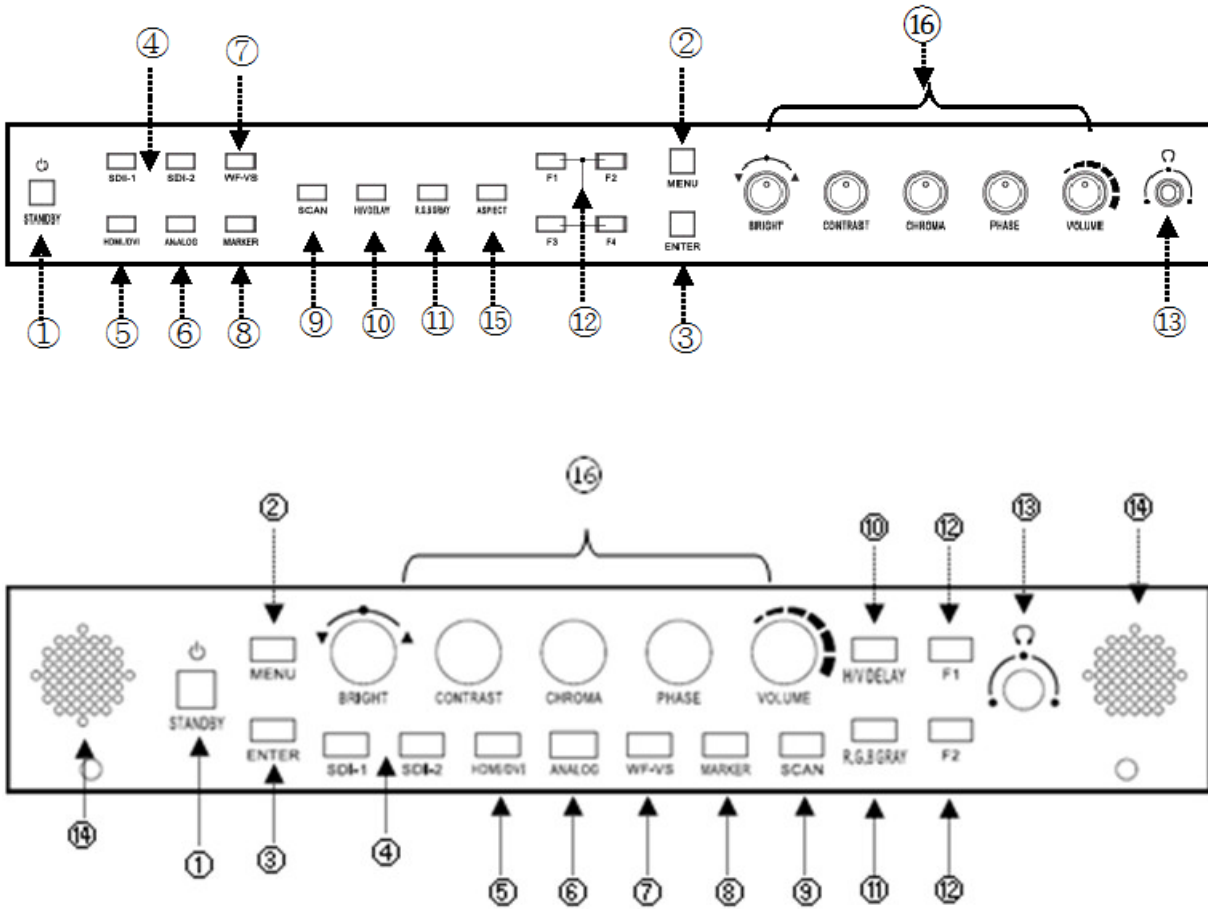 ⑯
④ ⑦ ②
SDI-1 SDI-2 WF-VS F1 F2 MENU
STANDBY SCAN H/V DELAY R.G.B GRAY ASPECT BRIGHT CONTRAST CHROMA PHASE VOLUME
HDMI/DVI ANALOG MARKER F3 F4 ENTER
① ⑤ ⑥ ⑧ ⑨ ⑩ ⑪ ⑮ ⑫ ③ ⑬
⑯
② ⑩ ⑫ ⑬ ⑭
MENU BRIGHT CONTRAST CHROMA PHASE VOLUME H/V DELAY F1
STANDBY
ENTER SDI-1 SDI-2 HDMI/DVI ANALOG WF-VS MARKER SCAN R.G.B GRAY F2
⑭ ① ③ ④
⑤ ⑥ ⑦ ⑧ ⑨ ⑪ ⑫